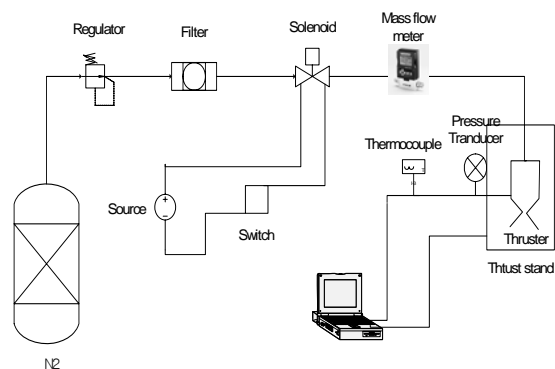 Regulator
Filter
Solenoid
Mass flow
meter
Pressure
Tranducer
Thermocouple
Source
Switch
Thruster
Thtust stand
N2